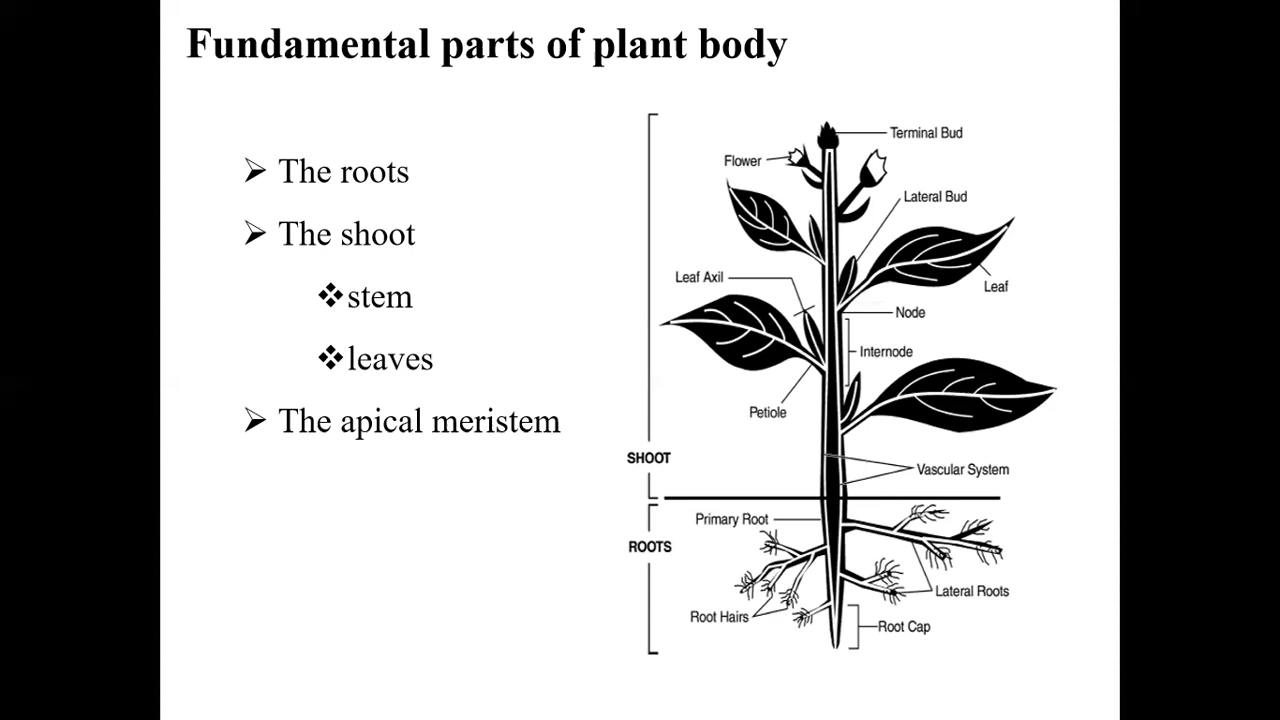 Fundamental parts of plant body
The roots
The shoot
stem
leaves
The apical meristem
Terminal Bud
Flower
Lateral Bud
Leaf Axil
Leaf
Node
Internode
Petiole
SHOOT
Vascular System
Primary Root
ROOTS
Lateral Roots
Root Hairs
Root Cap